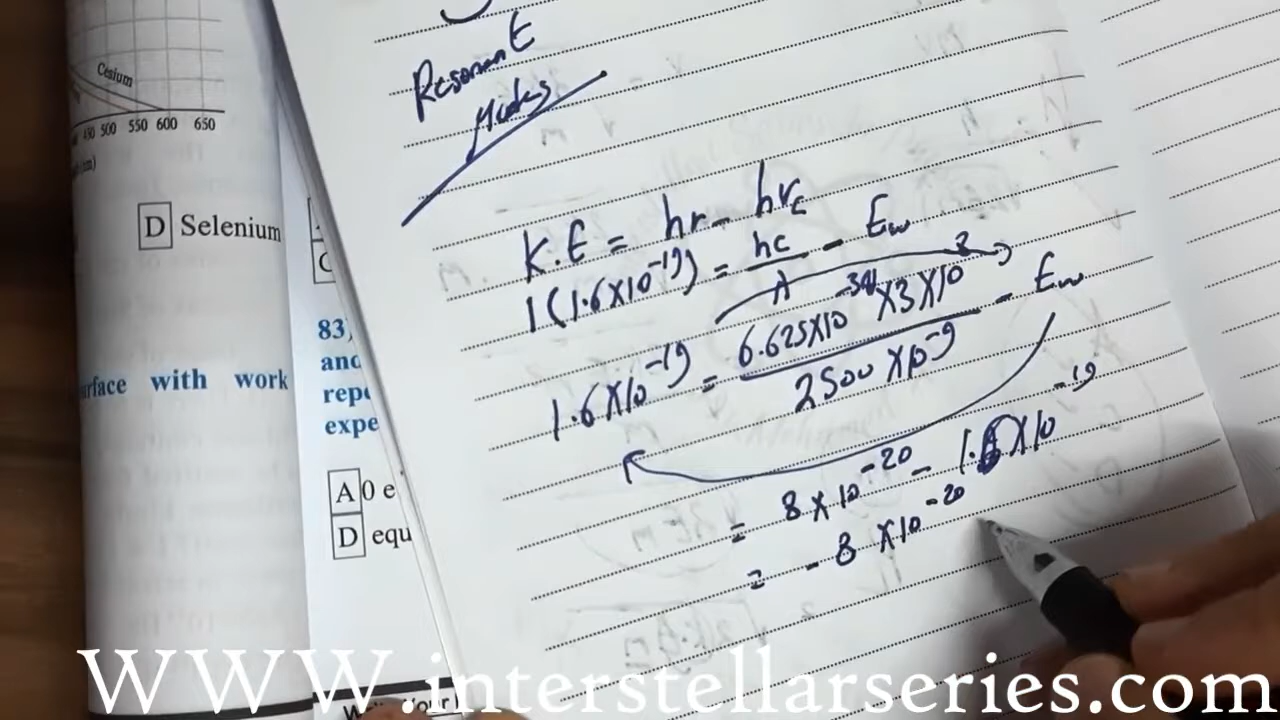 Cesium
450 500 550 600 650
D Selenium
83)
and
surface with work
expe
A 0 e
D equ
Resonant
Modes
K.E = hν - hνc
1(1.6×10⁻¹⁹) = hc/λ - Ew
1.6×10⁻¹⁹ = 6.625×10⁻³⁴×3×10⁸ / 2500×10⁻⁹ - Ew
= 8×10⁻²⁰ - 1.6×10⁻¹⁹
= -8×10⁻²⁰
WWW.interstellarseries.com